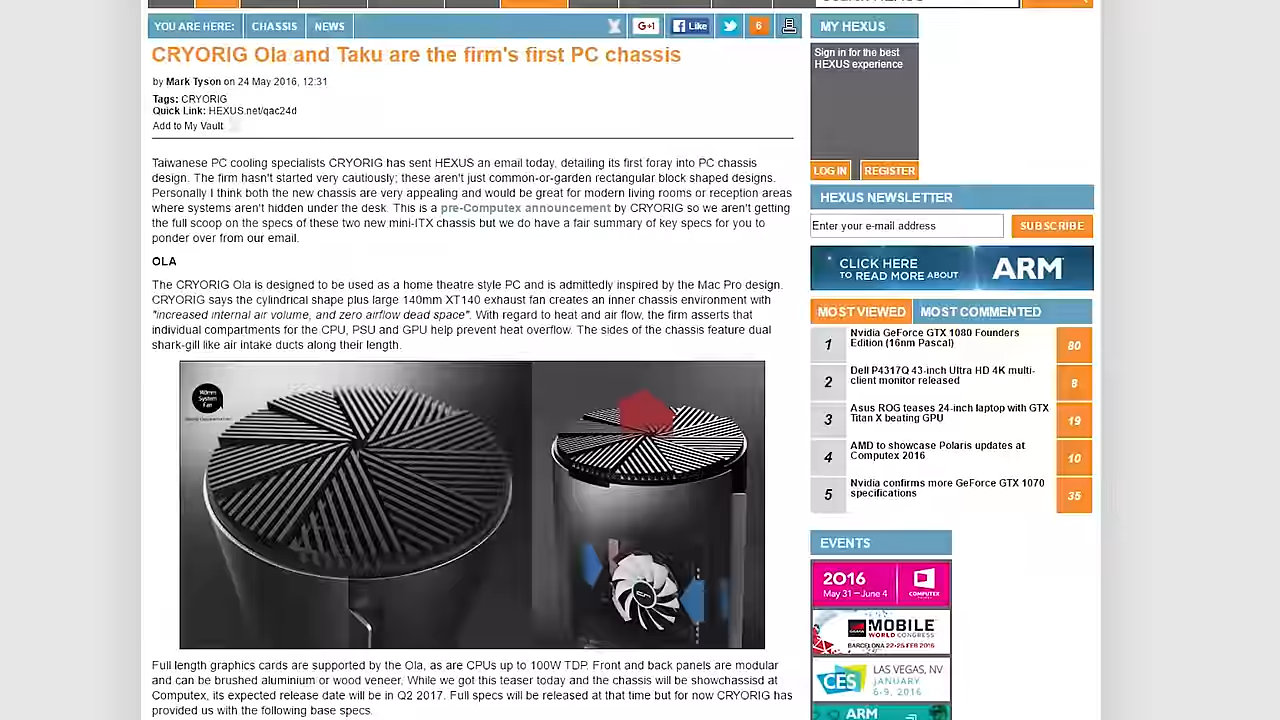 YOU ARE HERE: CHASSIS NEWS
G+1 Like 6
CRYORIG Ola and Taku are the firm's first PC chassis
by Mark Tyson on 24 May 2016, 12:31
Tags: CRYORIG
Quick Link: HEXUS.net/qac24d
Add to My Vault:
Taiwanese PC cooling specialists CRYORIG has sent HEXUS an email today, detailing its first foray into PC chassis
design. The firm hasn't started very cautiously; these aren't just common-or-garden rectangular block shaped designs.
Personally I think both the new chassis are very appealing and would be great for modern living rooms or reception areas
where system aren't hidden under the desk. This is a pre-Computex announcement by CRYORIG so we aren't getting
the full scoop on the specs of these two new mini-ITX chassis but we do have a fair summary of key specs for you to
ponder over from our email.
OLA
The CRYORIG Ola is designed to be used as a home theatre style PC and is admittedly inspired by the Mac Pro design.
CRYORIG says the cylindrical shape plus large 140mm XT140 exhaust fan creates an inner chassis environment with
"increased internal air volume, and zero airflow dead space". With regard to heat and air flow, the firm asserts that
individual compartments for the CPU, PSU and GPU help prevent heat overflow. The sides of the chassis feature dual
shark-gill like air intake ducts along their length.
140mm
System
Fan
Full length graphics cards are supported by the Ola, as are CPUs up to 100W TDP. Front and back panels are modular
and can be brushed aluminium or wood veneer. While we got this teaser today and the chassis will be showchassisd at
Computex, its expected release date will be in Q2 2017. Full specs will be released at that time but for now CRYORIG has
provided us with the following base specs.
MY HEXUS
Sign in for the best
HEXUS experience
LOG IN REGISTER
HEXUS NEWSLETTER
Enter your e-mail address SUBSCRIBE
CLICK HERE
TO READ MORE ABOUT ARM
MOST VIEWED MOST COMMENTED
1 Nvidia GeForce GTX 1080 Founders
Edition (16nm Pascal) 80
2 Dell P4317Q 43-inch Ultra HD 4K multi-
client monitor released 8
3 Asus ROG teases 24-inch laptop with GTX
Titan X beating GPU 19
4 AMD to showcase Polaris updates at
Computex 2016 10
5 Nvidia confirms more GeForce GTX 1070
specifications 35
EVENTS
2016
May 31 – June 4
COMPUTEX
MOBILE
WORLD CONGRESS
BARCELONA 22-25 FEB 2016
CES LAS VEGAS, NV
JANUARY
6-9, 2016
ARM